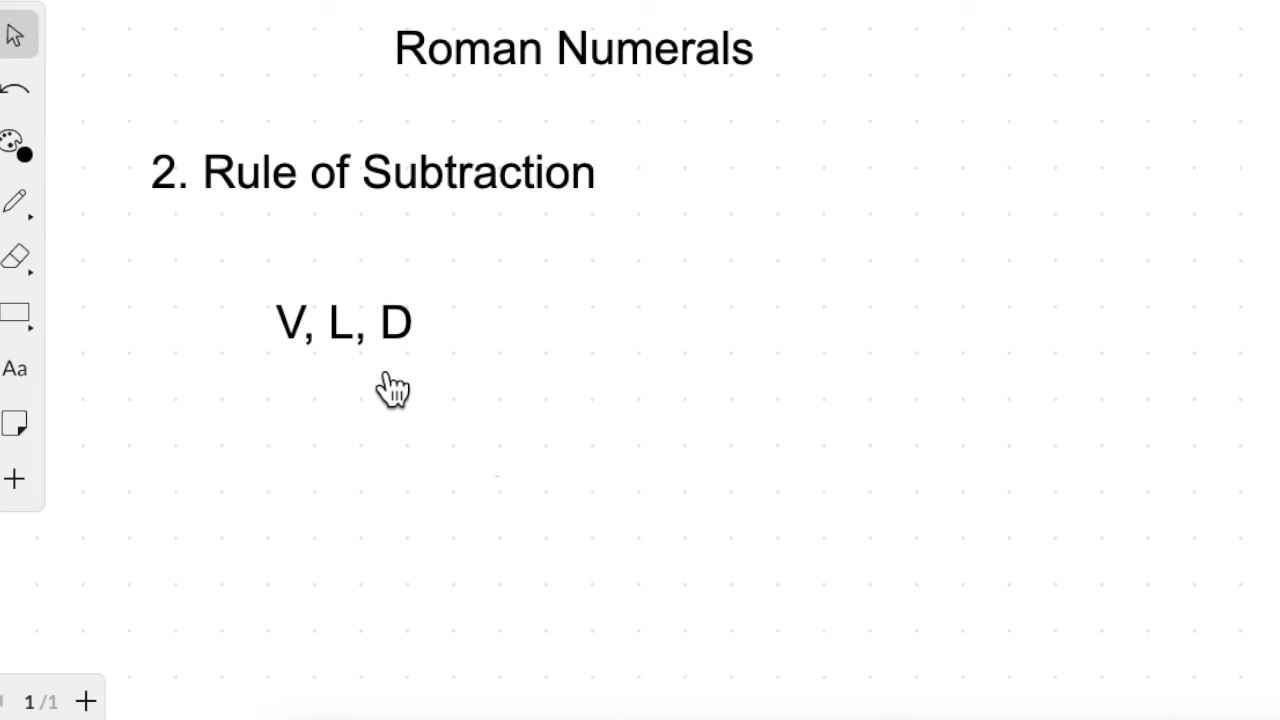 Roman Numerals
2. Rule of Subtraction
V, L, D
Aa
1/1